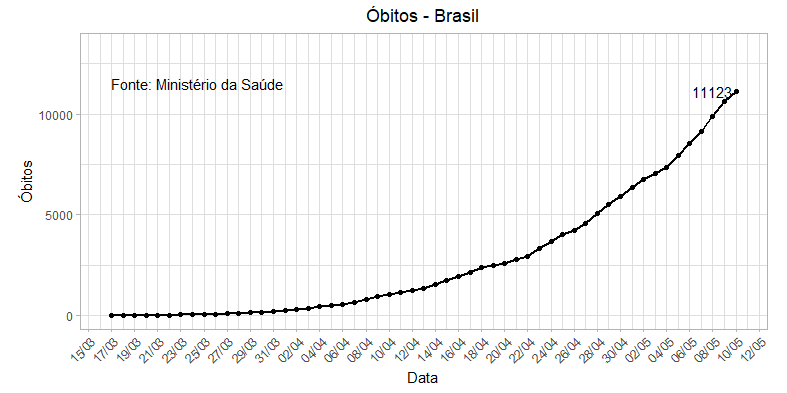 Óbitos - Brasil
Fonte: Ministério da Saúde
11123
10000
5000
0
Óbitos
15/03 17/03 19/03 21/03 23/03 25/03 27/03 29/03 31/03 02/04 04/04 06/04 08/04 10/04 12/04 14/04 16/04 18/04 20/04 22/04 24/04 26/04 28/04 30/04 02/05 04/05 06/05 08/05 10/05 12/05
Data